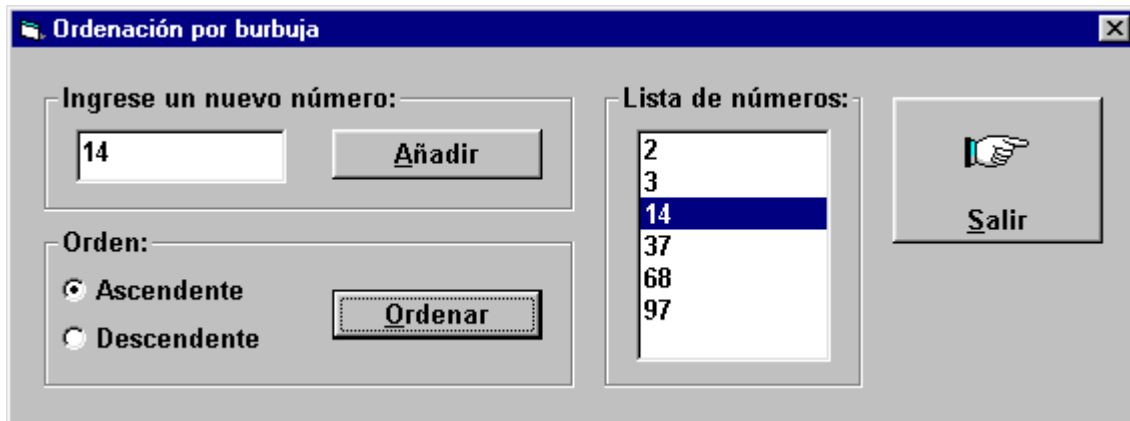 Ordenación por burbuja
Ingrese un nuevo número:
14
Añadir
Orden:
Ascendente
Descendente
Ordenar
Lista de números:
2
3
14
37
68
97
Salir